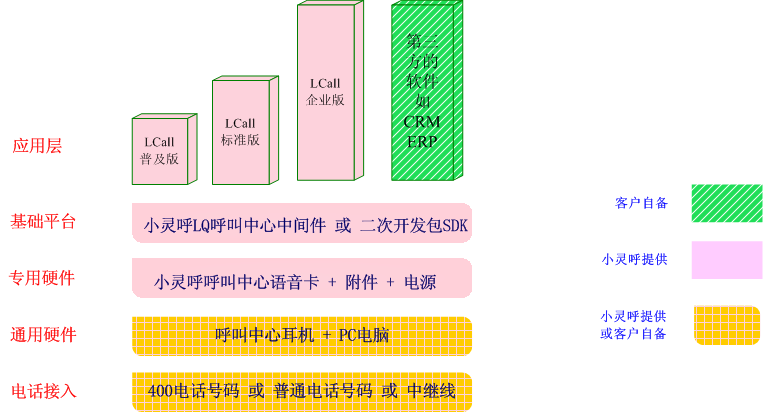 应用层
LCall
普及版
LCall
标准版
LCall
企业版
第三
方的
软件
如
CRM
ERP
基础平台
小灵呼LQ呼叫中心中间件 或 二次开发包SDK
专用硬件
小灵呼呼叫中心语音卡 + 附件 + 电源
通用硬件
呼叫中心耳机 + PC电脑
电话接入
400电话号码 或 普通电话号码 或 中继线
客户自备
小灵呼提供
小灵呼提供
或客户自备